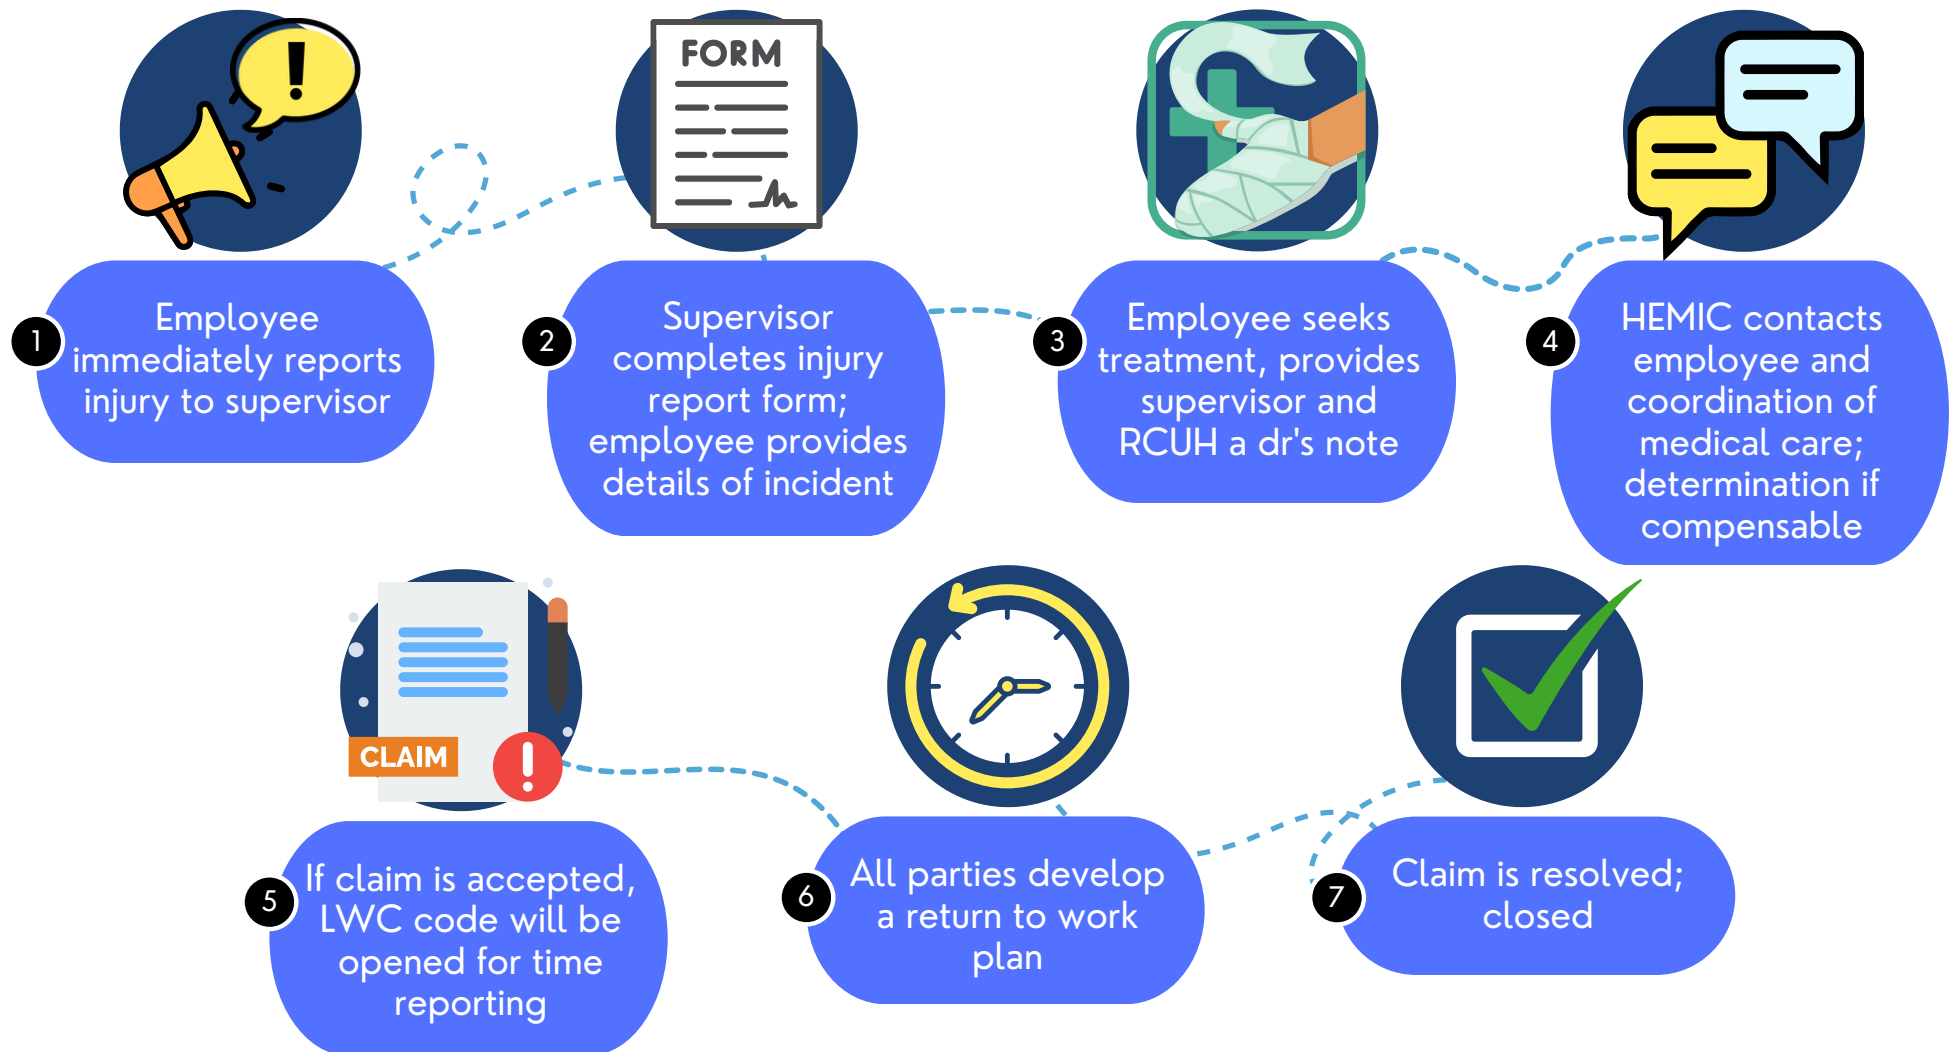 FORM
1
Employee
immediately reports
injury to supervisor
2
Supervisor
completes injury
report form;
employee provides
details of incident
3
Employee seeks
treatment, provides
supervisor and
RCUH a dr's note
4
HEMIC contacts
employee and
coordination of
medical care;
determination if
compensable
CLAIM
5
If claim is accepted,
LWC code will be
opened for time
reporting
6
All parties develop
a return to work
plan
7
Claim is resolved;
closed